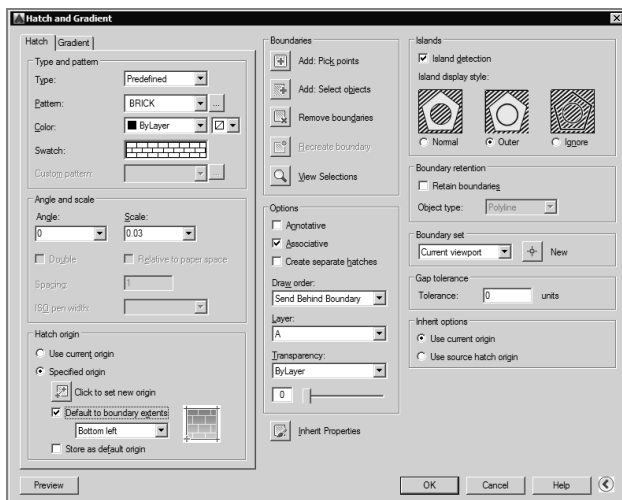 Hatch and Gradient
Hatch
Gradient
Type and pattern
Type:
Predefined
Pattern:
BRICK
...
Color:
ByLayer
Swatch:
Custom pattern:
...
Angle and scale
Angle:
Scale:
0
0.03
Double
Relative to paper space
Spacing:
1
ISO pen width:
Hatch origin
Use current origin
Specified origin
Click to set new origin
Default to boundary extents
Bottom left
Store as default origin
Boundaries
Add: Pick points
Add: Select objects
Remove boundaries
Recreate boundary
View Selections
Options
Annotative
Associative
Create separate hatches
Draw order:
Send Behind Boundary
Layer:
A
Transparency:
ByLayer
0
Inherit Properties
Islands
Island detection
Island display style:
Normal
Outer
Ignore
Boundary retention
Retain boundaries
Object type:
Polyline
Boundary set
Current viewport
New
Gap tolerance
Tolerance:
0
units
Inherit options
Use current origin
Use source hatch origin
Preview
OK
Cancel
Help